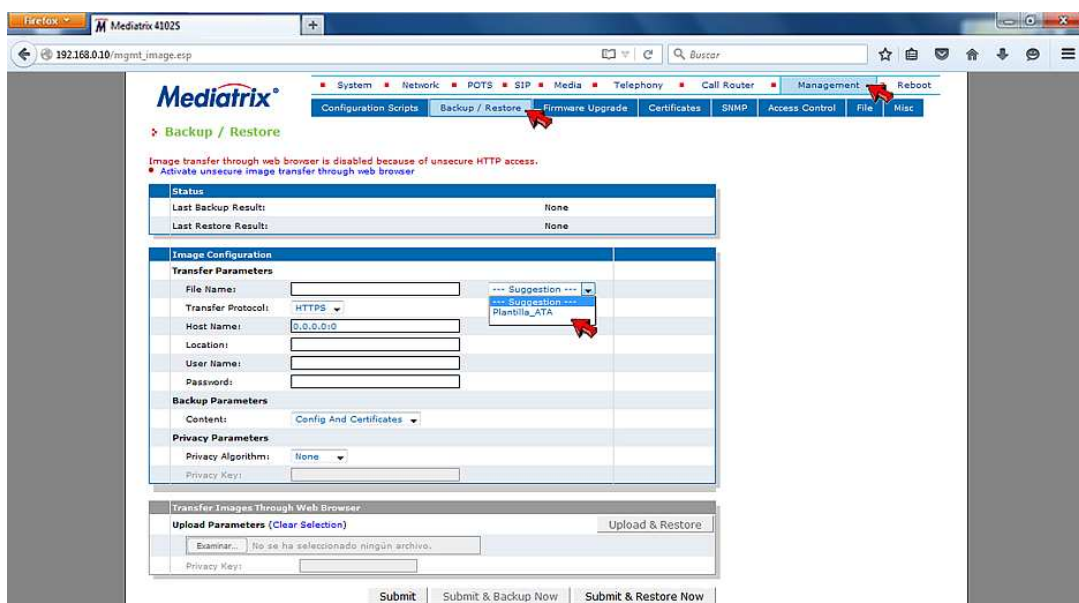 Firefox
Mediatrix 4102S
192.168.0.10/mgmt_image.esp
Buscar
Mediatrix
System Network POTS SIP Media Telephony Call Router Management Reboot
Configuration Scripts Backup / Restore Firmware Upgrade Certificates SNMP Access Control File Misc
Backup / Restore
Image transfer through web browser is disabled because of unsecure HTTP access.
Activate unsecure image transfer through web browser
Status
Last Backup Result: None
Last Restore Result: None
Image Configuration
Transfer Parameters
File Name: --- Suggestion ---
--- Suggestion ---
Transfer Protocol: HTTPS Plantilla_ATA
Host Name: 0.0.0.0:0
Location:
User Name:
Password:
Backup Parameters
Content: Config And Certificates
Privacy Parameters
Privacy Algorithm: None
Privacy Key:
Transfer Images Through Web Browser
Upload Parameters (Clear Selection) Upload & Restore
Examinar... No se ha seleccionado ningún archivo.
Privacy Key:
Submit Submit & Backup Now Submit & Restore Now